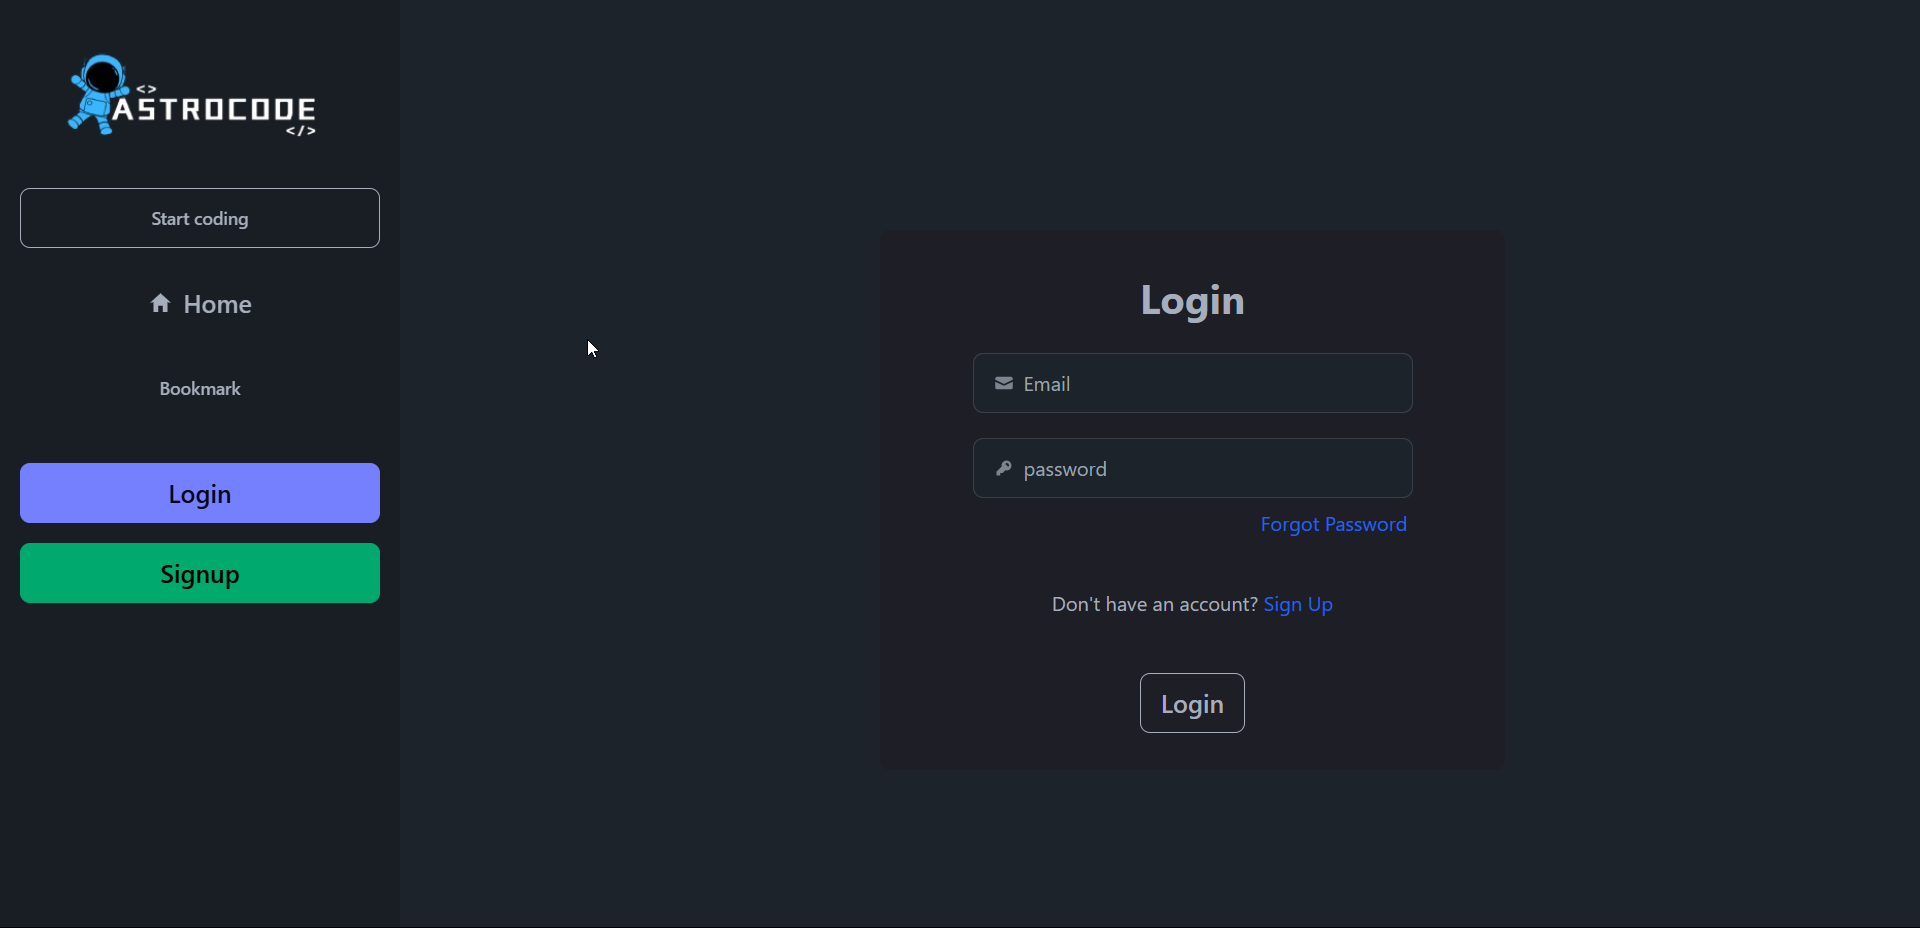 <>
ASTROCODE
</>
Start coding
Home
Bookmark
Login
Signup
Login
Email
password
Forgot Password
Don't have an account? Sign Up
Login